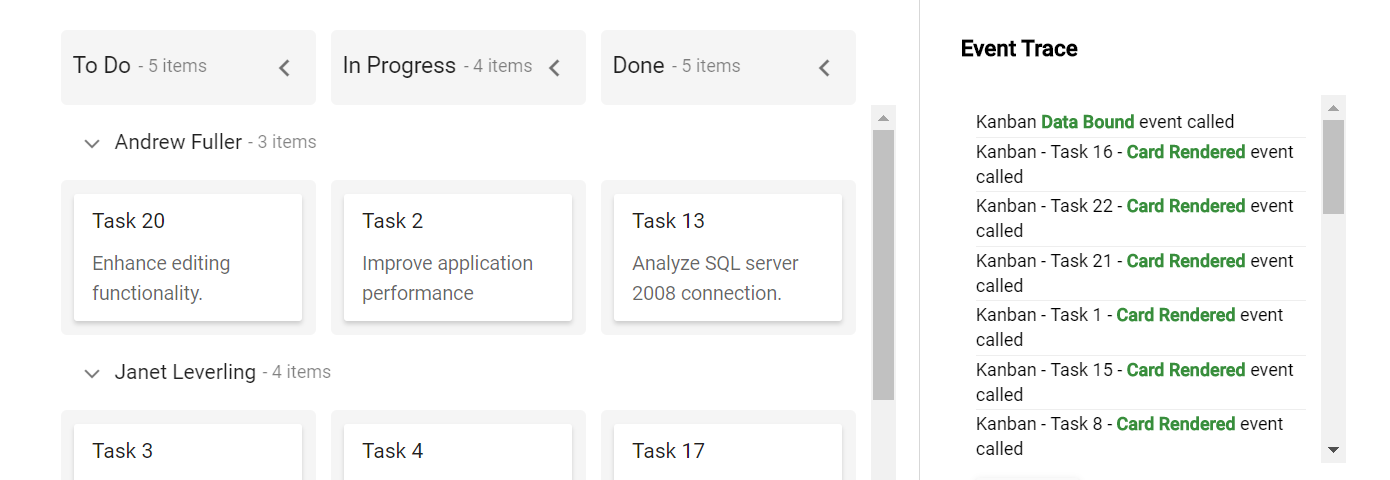 To Do - 5 items
In Progress - 4 items
Done - 5 items
Andrew Fuller - 3 items
Task 20
Enhance editing
functionality.
Task 2
Improve application
performance
Task 13
Analyze SQL server
2008 connection.
Janet Leverling - 4 items
Task 3
Task 4
Task 17
Event Trace
Kanban Data Bound event called
Kanban - Task 16 - Card Rendered event
called
Kanban - Task 22 - Card Rendered event
called
Kanban - Task 21 - Card Rendered event
called
Kanban - Task 1 - Card Rendered event
called
Kanban - Task 15 - Card Rendered event
called
Kanban - Task 8 - Card Rendered event
called